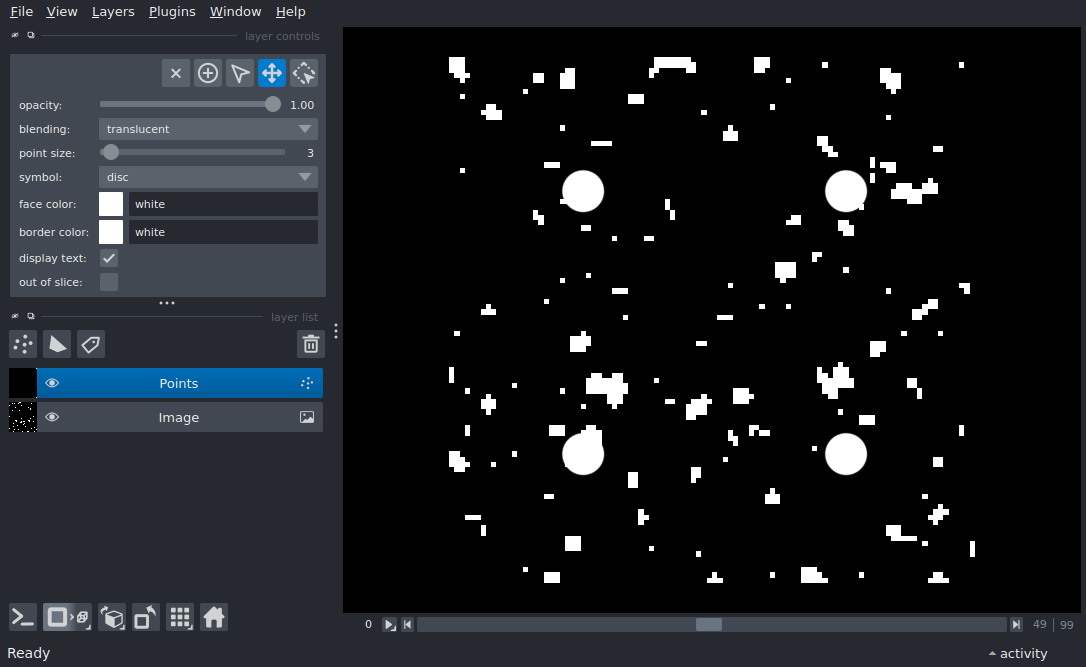 File View Layers Plugins Window Help
layer controls
opacity: 1.00
blending: translucent
point size: 3
symbol: disc
face color: white
border color: white
display text:
out of slice:
layer list
Points
Image
0 49 99
Ready activity